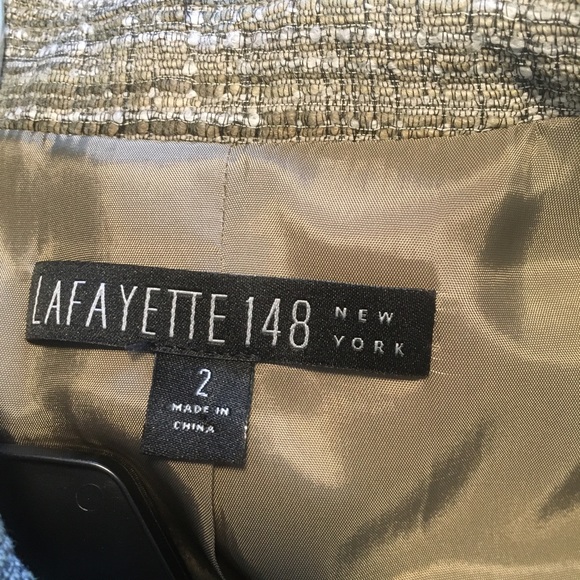 LAFAYETTE 148 NEW YORK
2
MADE IN
CHINA